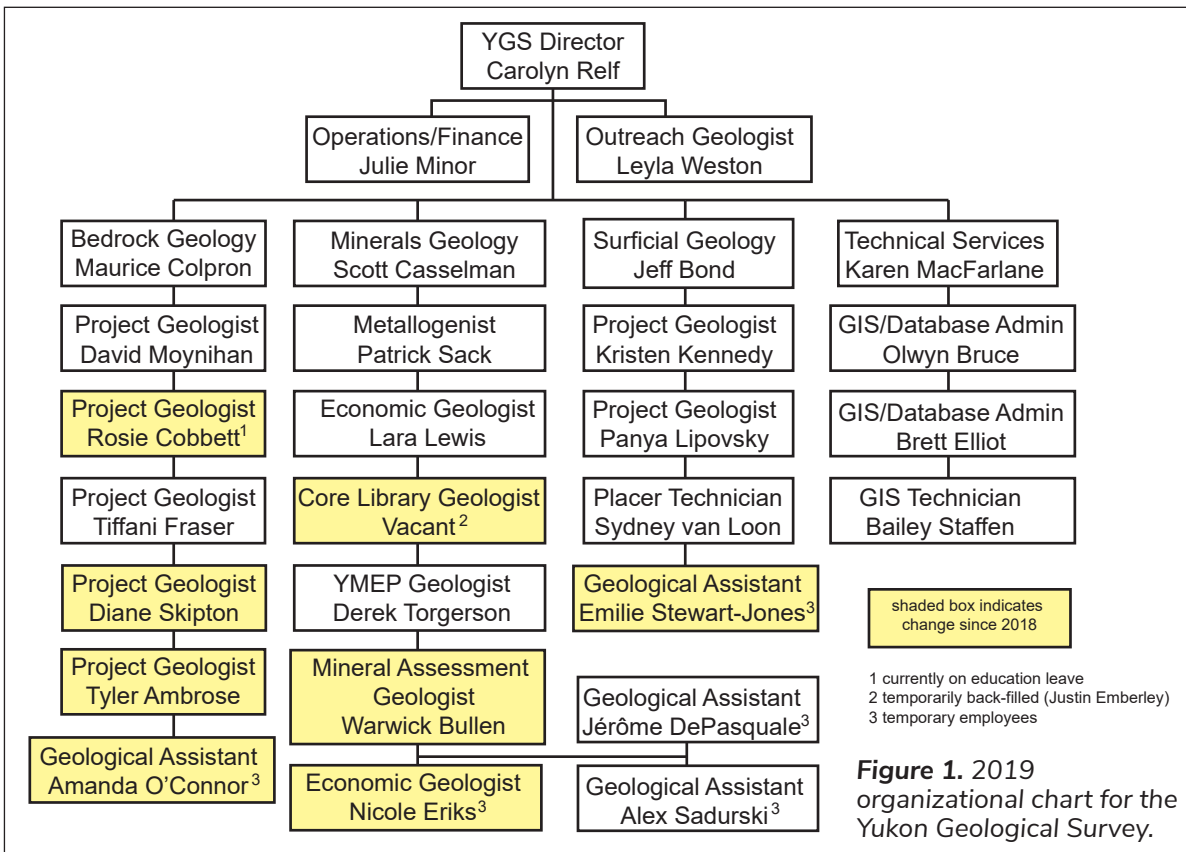 YGS Director
Carolyn Relf
Operations/Finance
Julie Minor
Outreach Geologist
Leyla Weston
Bedrock Geology
Maurice Colpron
Project Geologist
David Moynihan
Project Geologist
Rosie Cobbett¹
Project Geologist
Tiffani Fraser
Project Geologist
Diane Skipton
Project Geologist
Tyler Ambrose
Geological Assistant
Amanda O'Connor³
Minerals Geology
Scott Casselman
Metallogenist
Patrick Sack
Economic Geologist
Lara Lewis
Core Library Geologist
Vacant²
YMEP Geologist
Derek Torgerson
Mineral Assessment
Geologist
Warwick Bullen
Economic Geologist
Nicole Eriks³
Geological Assistant
Jérôme DePasquale³
Geological Assistant
Alex Sadurski³
Surficial Geology
Jeff Bond
Project Geologist
Kristen Kennedy
Project Geologist
Panya Lipovsky
Placer Technician
Sydney van Loon
Geological Assistant
Emilie Stewart-Jones³
Technical Services
Karen MacFarlane
GIS/Database Admin
Olwyn Bruce
GIS/Database Admin
Brett Elliot
GIS Technician
Bailey Staffen
shaded box indicates
change since 2018
1 currently on education leave
2 temporarily back-filled (Justin Emberley)
3 temporary employees
Figure 1. 2019
organizational chart for the
Yukon Geological Survey.